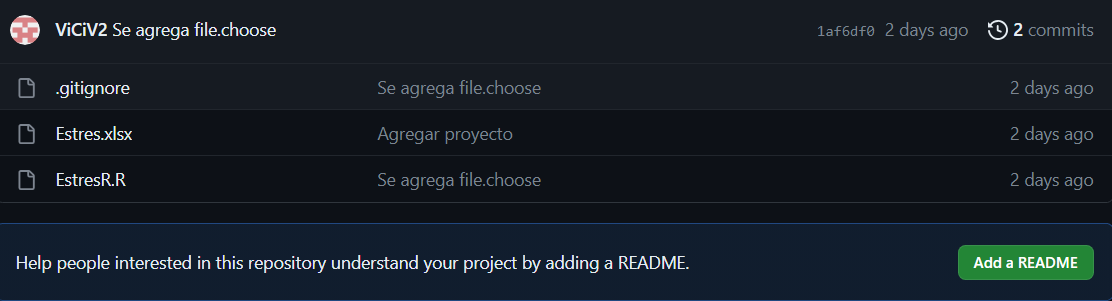 ViCiV2 Se agrega file.choose 1af6df0 2 days ago 2 commits
.gitignore Se agrega file.choose 2 days ago
Estres.xlsx Agregar proyecto 2 days ago
EstresR.R Se agrega file.choose 2 days ago
Help people interested in this repository understand your project by adding a README. Add a README